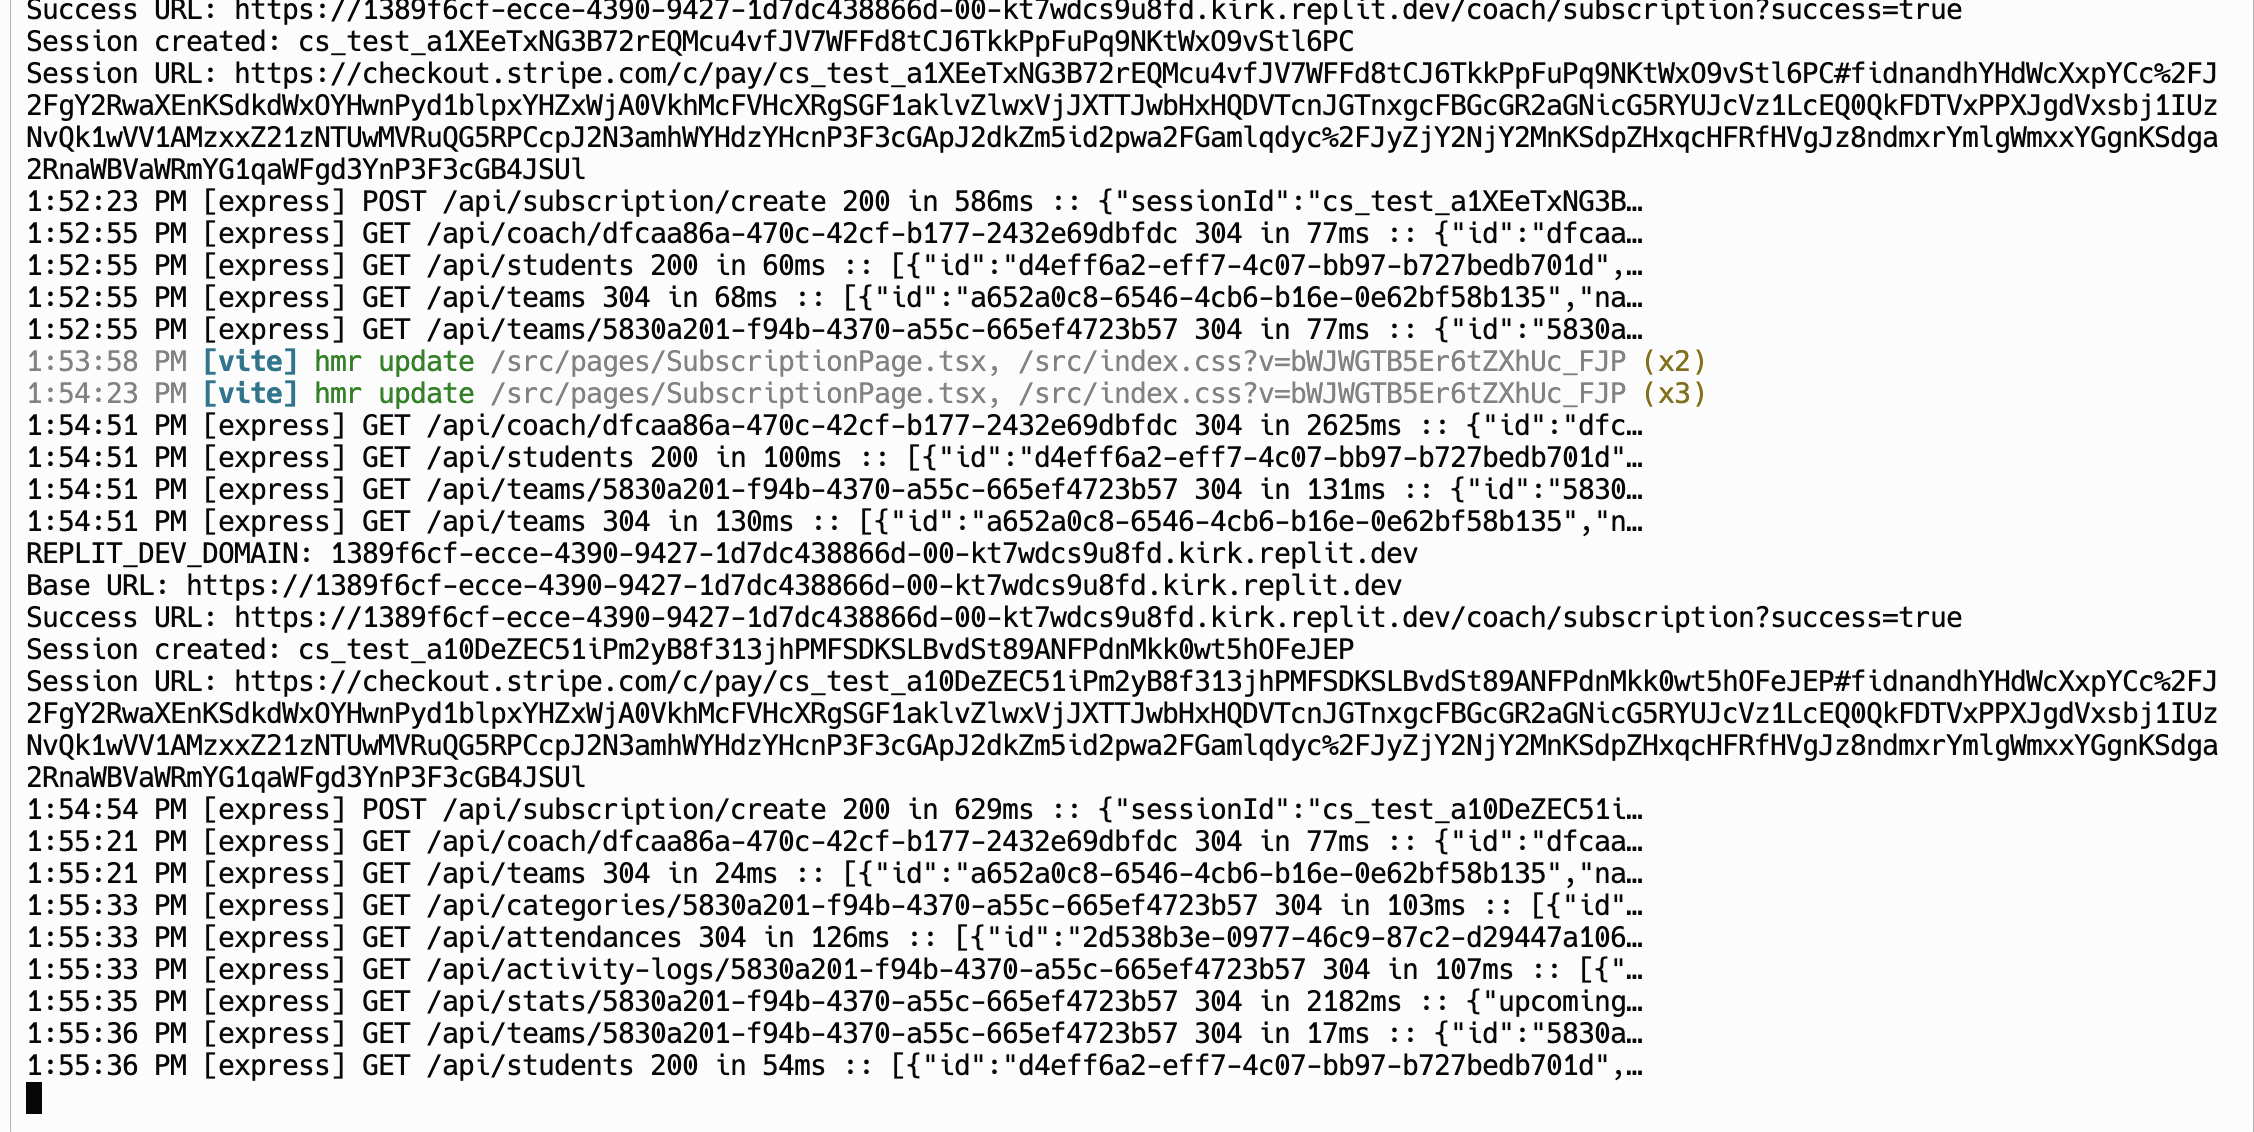 Success URL: https://1389f6cf-ecce-4390-9427-1d7dc438866d-00-kt7wdcs9u8fd.kirk.replit.dev/coach/subscription?success=true
Session created: cs_test_a1XEeTxNG3B72rEQMcu4vfJV7WFFd8tCJ6TkkPpFuPq9NKtWxO9vStl6PC
Session URL: https://checkout.stripe.com/c/pay/cs_test_a1XEeTxNG3B72rEQMcu4vfJV7WFFd8tCJ6TkkPpFuPq9NKtWxO9vStl6PC#fidnandhYHdWcXxpYCc%2FJ
2FgY2RwaXEnKSdkdWxOYHwnPyd1blpxYHZxWjA0VkhMcFVHcXRgSGF1aklvZlwxVjJXTTJwbHxHQDVTcnJGTnxgcFBGcGR2aGNicG5RYUJcVz1LcEQ0QkFDTVxPPXJgdVxsbj1IUz
NvQk1wVV1AMzxxZ21zNTUwMVRuQG5RPCcpJ2N3amhWYHdzYHcnP3F3cGApJ2dkZm5id2pwa2FGamlqdyc%2FJyZjY2NjY2MnKSdpZHxqcHFRfHVgJz8ndmxrYmlgWmxxYGgnKSdga
2RnaWBVaWRmYG1qaWFgd3YnP3F3cGB4JSUl
1:52:23 PM [express] POST /api/subscription/create 200 in 586ms :: {"sessionId":"cs_test_a1XEeTxNG3B…
1:52:55 PM [express] GET /api/coach/dfcaa86a-470c-42cf-b177-2432e69dbfdc 304 in 77ms :: {"id":"dfcaa…
1:52:55 PM [express] GET /api/students 200 in 60ms :: [{"id":"d4eff6a2-eff7-4c07-bb97-b727bedb701d",…
1:52:55 PM [express] GET /api/teams 304 in 68ms :: [{"id":"a652a0c8-6546-4cb6-b16e-0e62bf58b135","na…
1:52:55 PM [express] GET /api/teams/5830a201-f94b-4370-a55c-665ef4723b57 304 in 77ms :: {"id":"5830a…
1:53:58 PM [vite] hmr update /src/pages/SubscriptionPage.tsx, /src/index.css?v=bWJWGTB5Er6tZXhUc_FJP (x2)
1:54:23 PM [vite] hmr update /src/pages/SubscriptionPage.tsx, /src/index.css?v=bWJWGTB5Er6tZXhUc_FJP (x3)
1:54:51 PM [express] GET /api/coach/dfcaa86a-470c-42cf-b177-2432e69dbfdc 304 in 2625ms :: {"id":"dfc…
1:54:51 PM [express] GET /api/students 200 in 100ms :: [{"id":"d4eff6a2-eff7-4c07-bb97-b727bedb701d"…
1:54:51 PM [express] GET /api/teams/5830a201-f94b-4370-a55c-665ef4723b57 304 in 131ms :: {"id":"5830…
1:54:51 PM [express] GET /api/teams 304 in 130ms :: [{"id":"a652a0c8-6546-4cb6-b16e-0e62bf58b135","n…
REPLIT_DEV_DOMAIN: 1389f6cf-ecce-4390-9427-1d7dc438866d-00-kt7wdcs9u8fd.kirk.replit.dev
Base URL: https://1389f6cf-ecce-4390-9427-1d7dc438866d-00-kt7wdcs9u8fd.kirk.replit.dev
Success URL: https://1389f6cf-ecce-4390-9427-1d7dc438866d-00-kt7wdcs9u8fd.kirk.replit.dev/coach/subscription?success=true
Session created: cs_test_a10DeZEC51iPm2yB8f313jhPMFSDKSLBvdSt89ANFPdnMkk0wt5hOFeJEP
Session URL: https://checkout.stripe.com/c/pay/cs_test_a10DeZEC51iPm2yB8f313jhPMFSDKSLBvdSt89ANFPdnMkk0wt5hOFeJEP#fidnandhYHdWcXxpYCc%2FJ
2FgY2RwaXEnKSdkdWxOYHwnPyd1blpxYHZxWjA0VkhMcFVHcXRgSGF1aklvZlwxVjJXTTJwbHxHQDVTcnJGTnxgcFBGcGR2aGNicG5RYUJcVz1LcEQ0QkFDTVxPPXJgdVxsbj1IUz
NvQk1wVV1AMzxxZ21zNTUwMVRuQG5RPCcpJ2N3amhWYHdzYHcnP3F3cGApJ2dkZm5id2pwa2FGamlqdyc%2FJyZjY2NjY2MnKSdpZHxqcHFRfHVgJz8ndmxrYmlgWmxxYGgnKSdga
2RnaWBVaWRmYG1qaWFgd3YnP3F3cGB4JSUl
1:54:54 PM [express] POST /api/subscription/create 200 in 629ms :: {"sessionId":"cs_test_a10DeZEC51i…
1:55:21 PM [express] GET /api/coach/dfcaa86a-470c-42cf-b177-2432e69dbfdc 304 in 77ms :: {"id":"dfcaa…
1:55:21 PM [express] GET /api/teams 304 in 24ms :: [{"id":"a652a0c8-6546-4cb6-b16e-0e62bf58b135","na…
1:55:33 PM [express] GET /api/categories/5830a201-f94b-4370-a55c-665ef4723b57 304 in 103ms :: [{"id"…
1:55:33 PM [express] GET /api/attendances 304 in 126ms :: [{"id":"2d538b3e-0977-46c9-87c2-d29447a106…
1:55:33 PM [express] GET /api/activity-logs/5830a201-f94b-4370-a55c-665ef4723b57 304 in 107ms :: [{"…
1:55:35 PM [express] GET /api/stats/5830a201-f94b-4370-a55c-665ef4723b57 304 in 2182ms :: {"upcoming…
1:55:36 PM [express] GET /api/teams/5830a201-f94b-4370-a55c-665ef4723b57 304 in 17ms :: {"id":"5830a…
1:55:36 PM [express] GET /api/students 200 in 54ms :: [{"id":"d4eff6a2-eff7-4c07-bb97-b727bedb701d",…